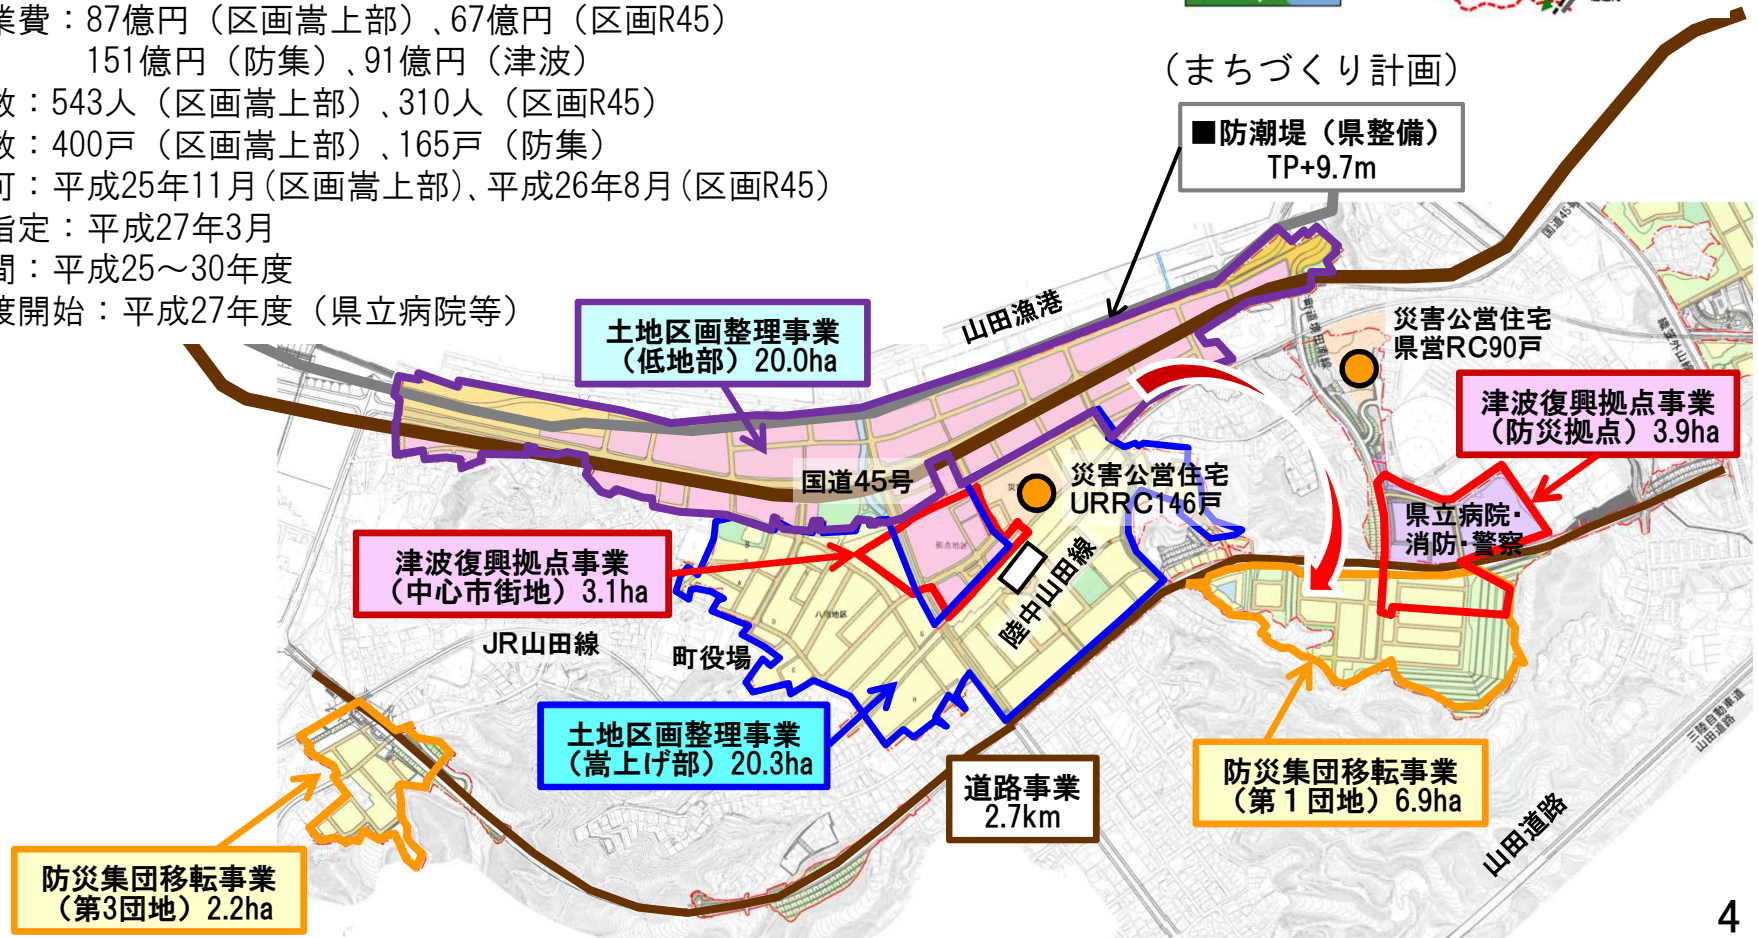 業費：87億円（区画嵩上部）、67億円（区画R45）
151億円（防集）、91億円（津波）
数：543人（区画嵩上部）、310人（区画R45）
数：400戸（区画嵩上部）、165戸（防集）
可：平成25年11月(区画嵩上部)、平成26年8月(区画R45)
指定：平成27年3月
間：平成25～30年度
渡開始：平成27年度（県立病院等）
（まちづくり計画）
■防潮堤（県整備）
TP+9.7m
国道45号
山田漁港
土地区画整理事業
（低地部）20.0ha
災害公営住宅
県営RC90戸
津波復興拠点事業
（防災拠点）3.9ha
国道45号
災害公営住宅
URRC146戸
県立病院・
消防・警察
津波復興拠点事業
（中心市街地）3.1ha
陸中山田線
JR山田線
町役場
土地区画整理事業
（嵩上げ部）20.3ha
道路事業
2.7km
防災集団移転事業
（第１団地）6.9ha
三陸自動車道
山田道路
山田道路
防災集団移転事業
（第3団地）2.2ha
4